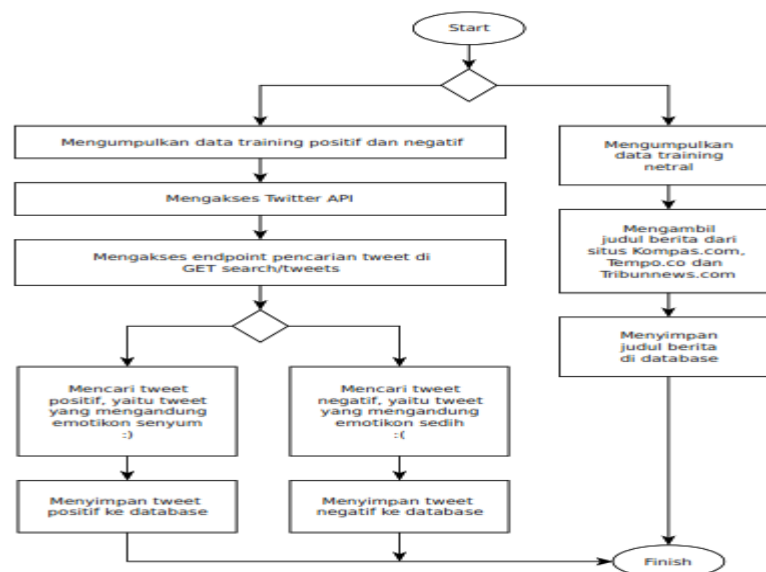 Start
Mengumpulkan data training positif dan negatif
Mengakses Twitter API
Mengakses endpoint pencarian tweet di
GET search/tweets
Mencari tweet
positif, yaitu tweet
yang mengandung
emotikon senyum
:)
Menyimpan tweet
positif ke database
Mencari tweet
negatif, yaitu tweet
yang mengandung
emotikon sedih
:(
Menyimpan tweet
negatif ke database
Mengumpulkan
data training
netral
Mengambil
judul berita dari
situs Kompas.com,
Tempo.co dan
Tribunnews.com
Menyimpan
judul berita
di database
Finish